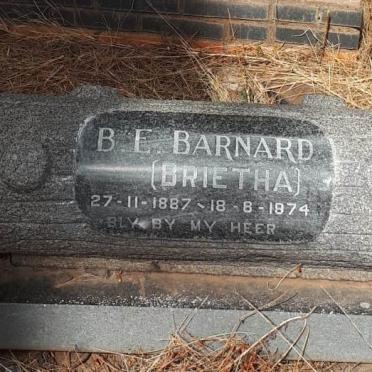 B. E. BARNARD
(BRIETHA)
27-11-1887 - 18-8-1974
BLY BY MY HEER